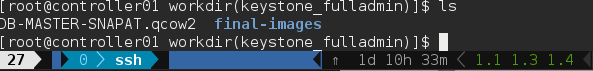 [root@controller01 workdir(keystone_fulladmin)]$ ls
DB-MASTER-SNAPAT.qcow2 final-images
[root@controller01 workdir(keystone_fulladmin)]$
27 0 ssh ↑ 1d 10h 33m 1.1 1.3 1.4